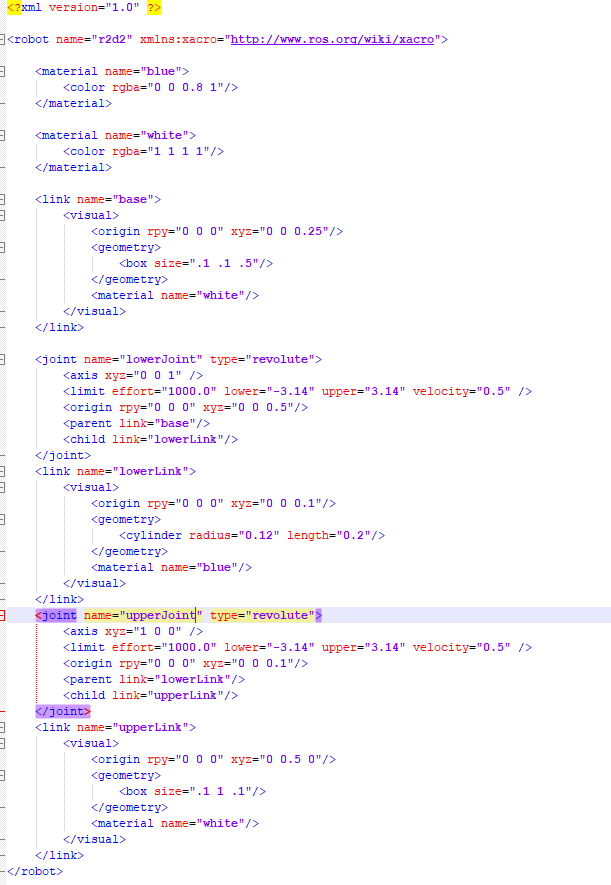 <?xml version="1.0" ?>
<robot name="r2d2" xmlns:xacro="http://www.ros.org/wiki/xacro">
<material name="blue">
<color rgba="0 0 0.8 1"/>
</material>
<material name="white">
<color rgba="1 1 1 1"/>
</material>
<link name="base">
<visual>
<origin rpy="0 0 0" xyz="0 0 0.25"/>
<geometry>
<box size=".1 .1 .5"/>
</geometry>
<material name="white"/>
</visual>
</link>
<joint name="lowerJoint" type="revolute">
<axis xyz="0 0 1" />
<limit effort="1000.0" lower="-3.14" upper="3.14" velocity="0.5" />
<origin rpy="0 0 0" xyz="0 0 0.5"/>
<parent link="base"/>
<child link="lowerLink"/>
</joint>
<link name="lowerLink">
<visual>
<origin rpy="0 0 0" xyz="0 0 0.1"/>
<geometry>
<cylinder radius="0.12" length="0.2"/>
</geometry>
<material name="blue"/>
</visual>
</link>
<joint name="upperJoint" type="revolute">
<axis xyz="1 0 0" />
<limit effort="1000.0" lower="-3.14" upper="3.14" velocity="0.5" />
<origin rpy="0 0 0" xyz="0 0 0.1"/>
<parent link="lowerLink"/>
<child link="upperLink"/>
</joint>
<link name="upperLink">
<visual>
<origin rpy="0 0 0" xyz="0 0.5 0"/>
<geometry>
<box size=".1 1 .1"/>
</geometry>
<material name="white"/>
</visual>
</link>
</robot>